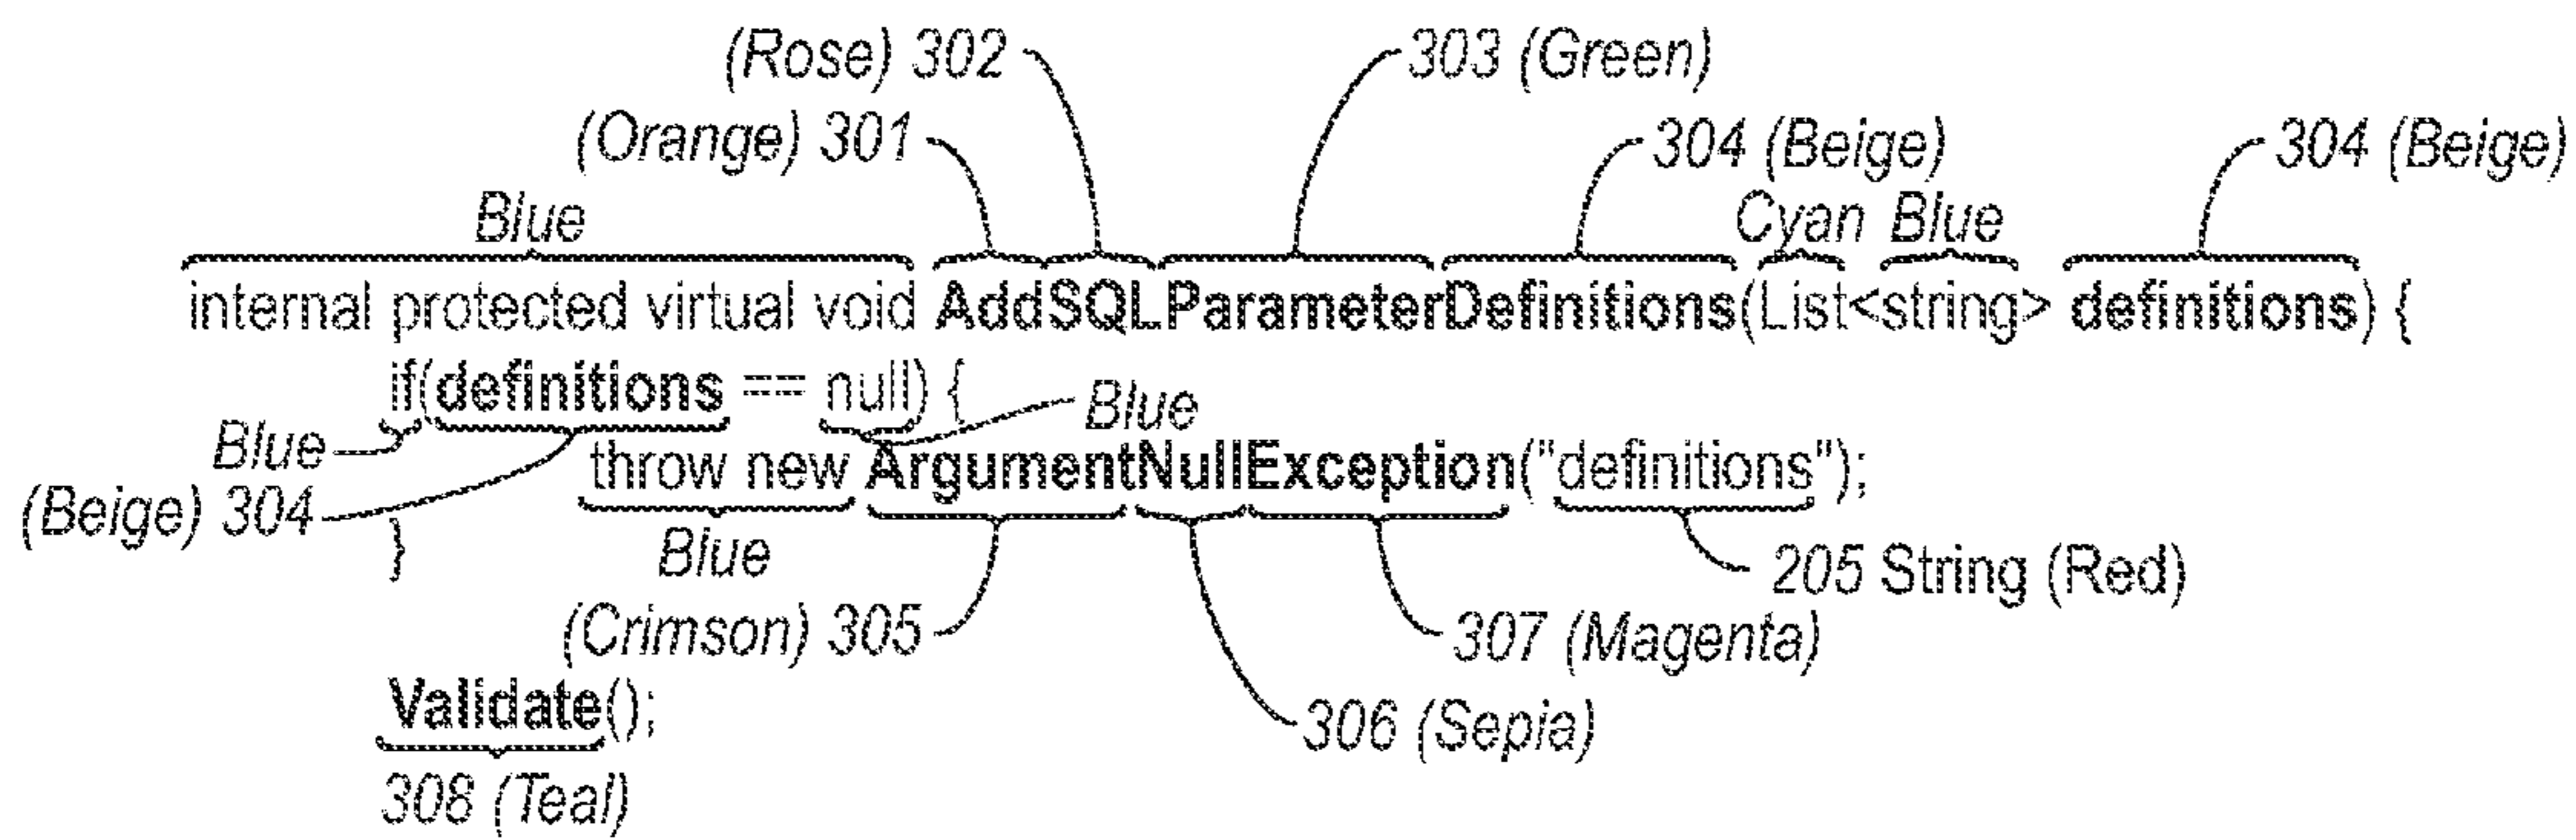 (Rose) 302 303 (Green)
(Orange) 301 304 (Beige) 304 (Beige)
Blue Cyan Blue
internal protected virtual void AddSQLParameterDefinitions(List<string> definitions) {
if(definitions == null) {
Blue Blue
throw new ArgumentNullException("definitions");
(Beige) 304
} Blue 205 String (Red)
(Crimson) 305 307 (Magenta)
Validate(); 306 (Sepia)
308 (Teal)